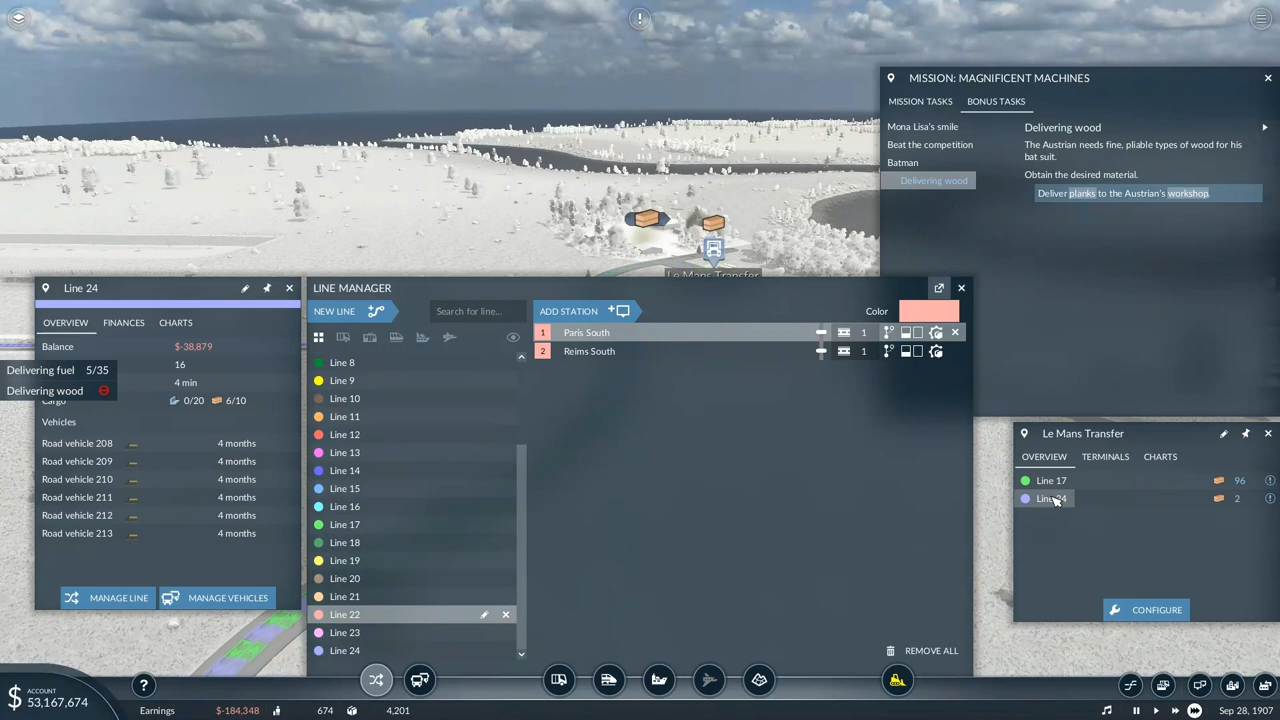 MISSION: MAGNIFICENT MACHINES
MISSION TASKS
BONUS TASKS
Mona Lisa's smile
Beat the competition
Batman
Delivering wood
Delivering wood
The Austrian needs fine, pliable types of wood for his
bat suit.
Obtain the desired material.
Deliver planks to the Austrian's workshop.
Le Mans Transfer
Line 24
OVERVIEW
FINANCES
CHARTS
Balance
$-38,879
16
4 min
Cargo
0/20
6/10
Delivering fuel 5/35
Delivering wood
Vehicles
Road vehicle 208
4 months
Road vehicle 209
4 months
Road vehicle 210
4 months
Road vehicle 211
4 months
Road vehicle 212
4 months
Road vehicle 213
4 months
MANAGE LINE
MANAGE VEHICLES
LINE MANAGER
NEW LINE
Search for line...
ADD STATION
Color
1
Paris South
1
2
Reims South
1
Line 8
Line 9
Line 10
Line 11
Line 12
Line 13
Line 14
Line 15
Line 16
Line 17
Line 18
Line 19
Line 20
Line 21
Line 22
Line 23
Line 24
REMOVE ALL
Le Mans Transfer
OVERVIEW
TERMINALS
CHARTS
Line 17
96
Line 24
2
CONFIGURE
$
ACCOUNT
53,167,674
?
Earnings
$-184,348
674
4,201
Sep 28, 1907